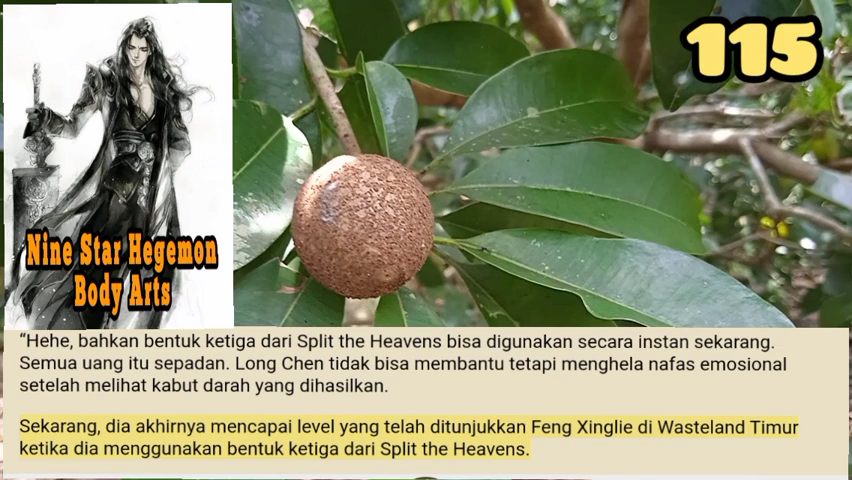 115
Nine Star Hegemon
Body Arts
“Hehe, bahkan bentuk ketiga dari Split the Heavens bisa digunakan secara instan sekarang.
Semua uang itu sepadan. Long Chen tidak bisa membantu tetapi menghela nafas emosional
setelah melihat kabut darah yang dihasilkan.
Sekarang, dia akhirnya mencapai level yang telah ditunjukkan Feng Xinglie di Wasteland Timur
ketika dia menggunakan bentuk ketiga dari Split the Heavens.